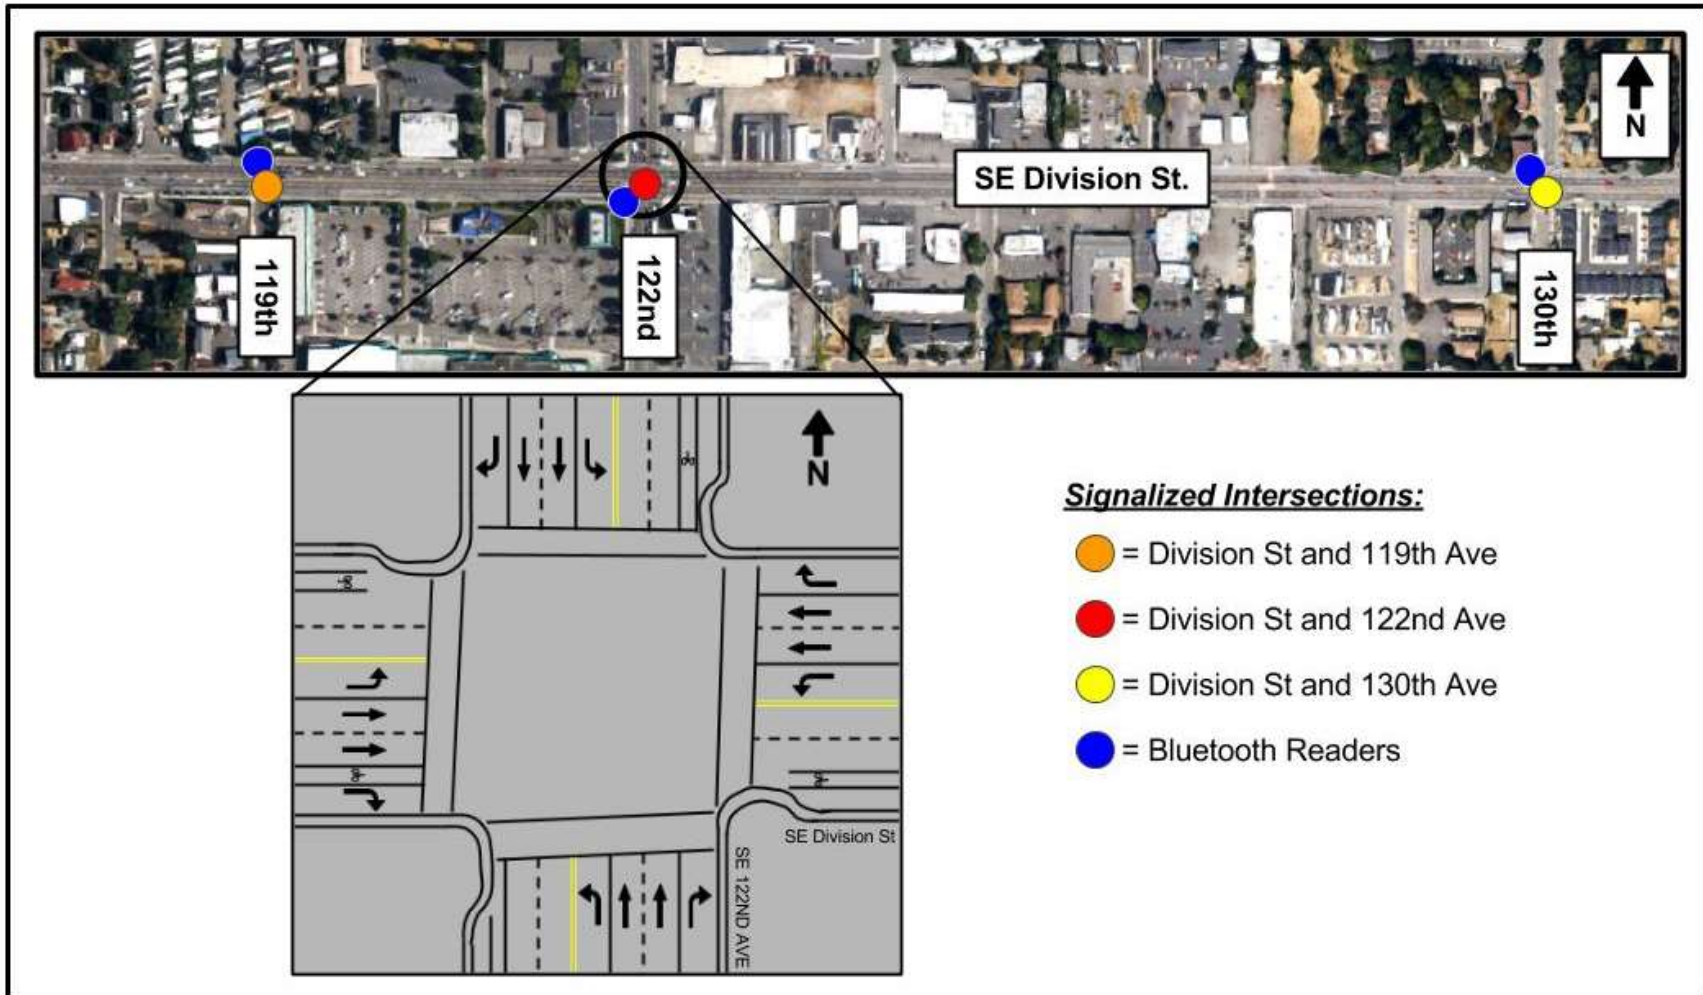 N
SE Division St.
119th
122nd
130th
N
SE Division St
SE 122ND AVE
Signalized Intersections:
= Division St and 119th Ave
= Division St and 122nd Ave
= Division St and 130th Ave
= Bluetooth Readers